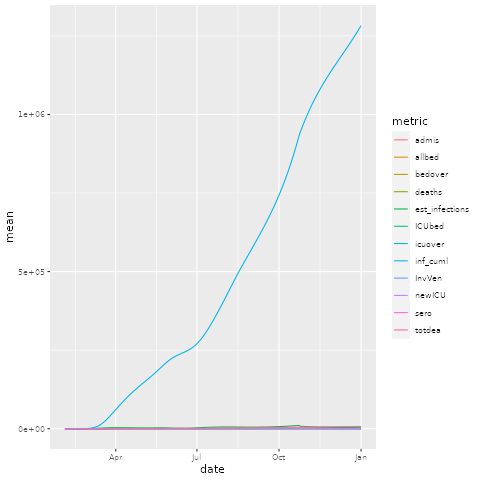 1e+06
5e+05
0e+00
mean
Apr
Jul
Oct
Jan
date
metric
admis
allbed
bedover
deaths
est_infections
ICUbed
icuover
inf_cuml
InvVen
newICU
sero
totdea